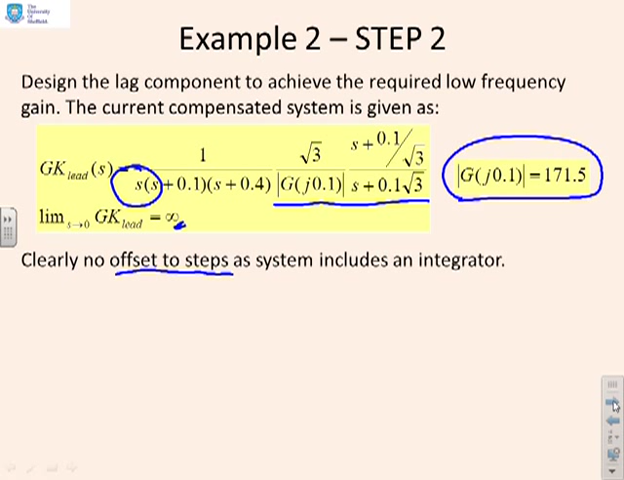 The University Of Sheffield.
Example 2 – STEP 2
Design the lag component to achieve the required low frequency
gain. The current compensated system is given as:
GK_lead(s) = 1 / s(s+0.1)(s+0.4) √3 / |G(j0.1)| s+0.1/√3 / s+0.1√3
|G(j0.1)| = 171.5
lim_s→0 GK_lead = ∞
Clearly no offset to steps as system includes an integrator.